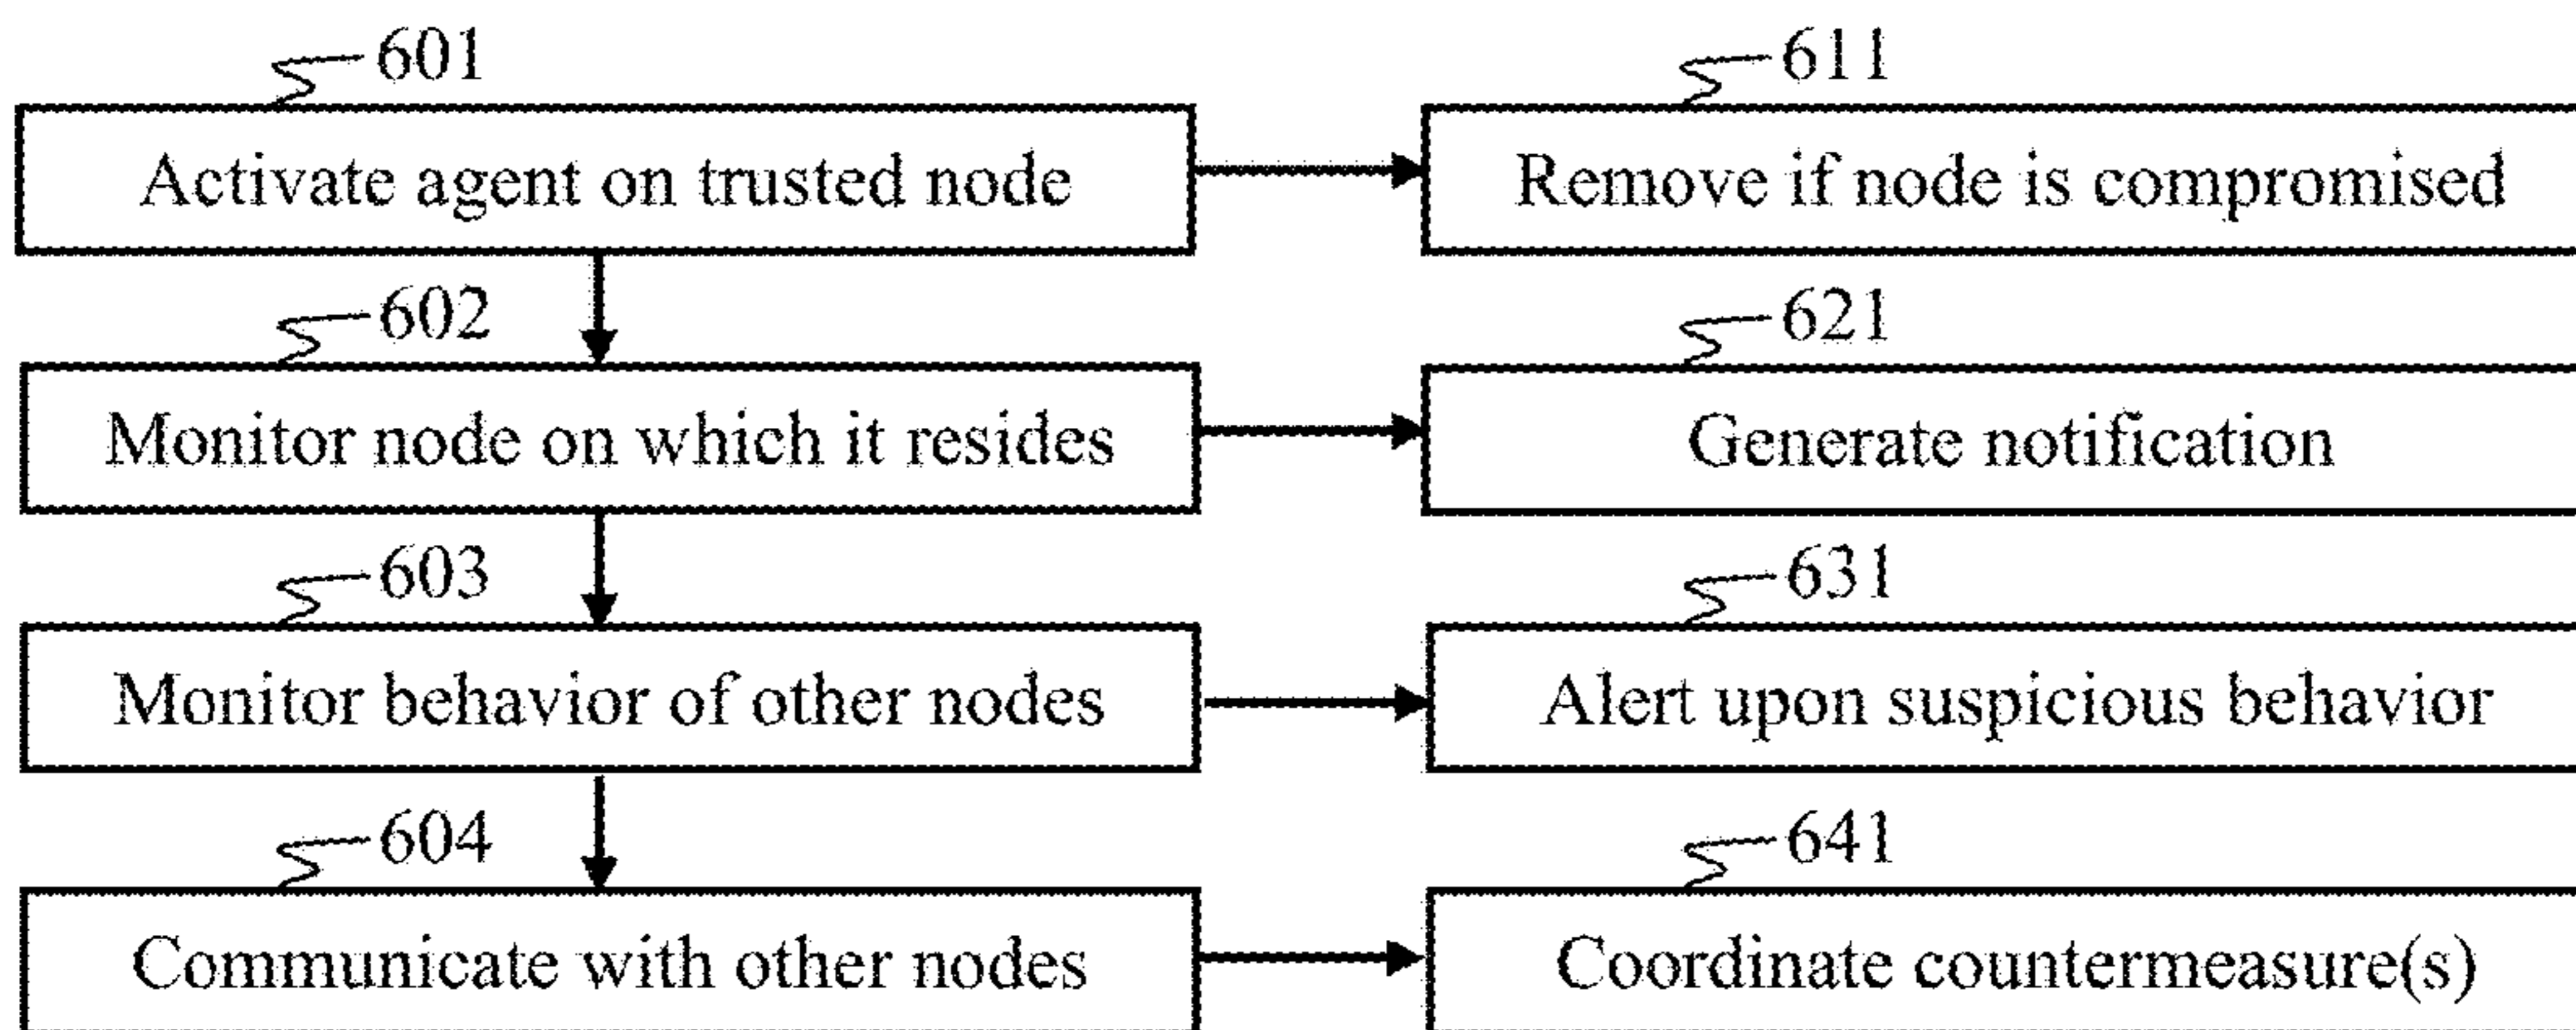 601
611
Activate agent on trusted node
Remove if node is compromised
602
621
Monitor node on which it resides
Generate notification
603
631
Monitor behavior of other nodes
Alert upon suspicious behavior
604
641
Communicate with other nodes
Coordinate countermeasure(s)